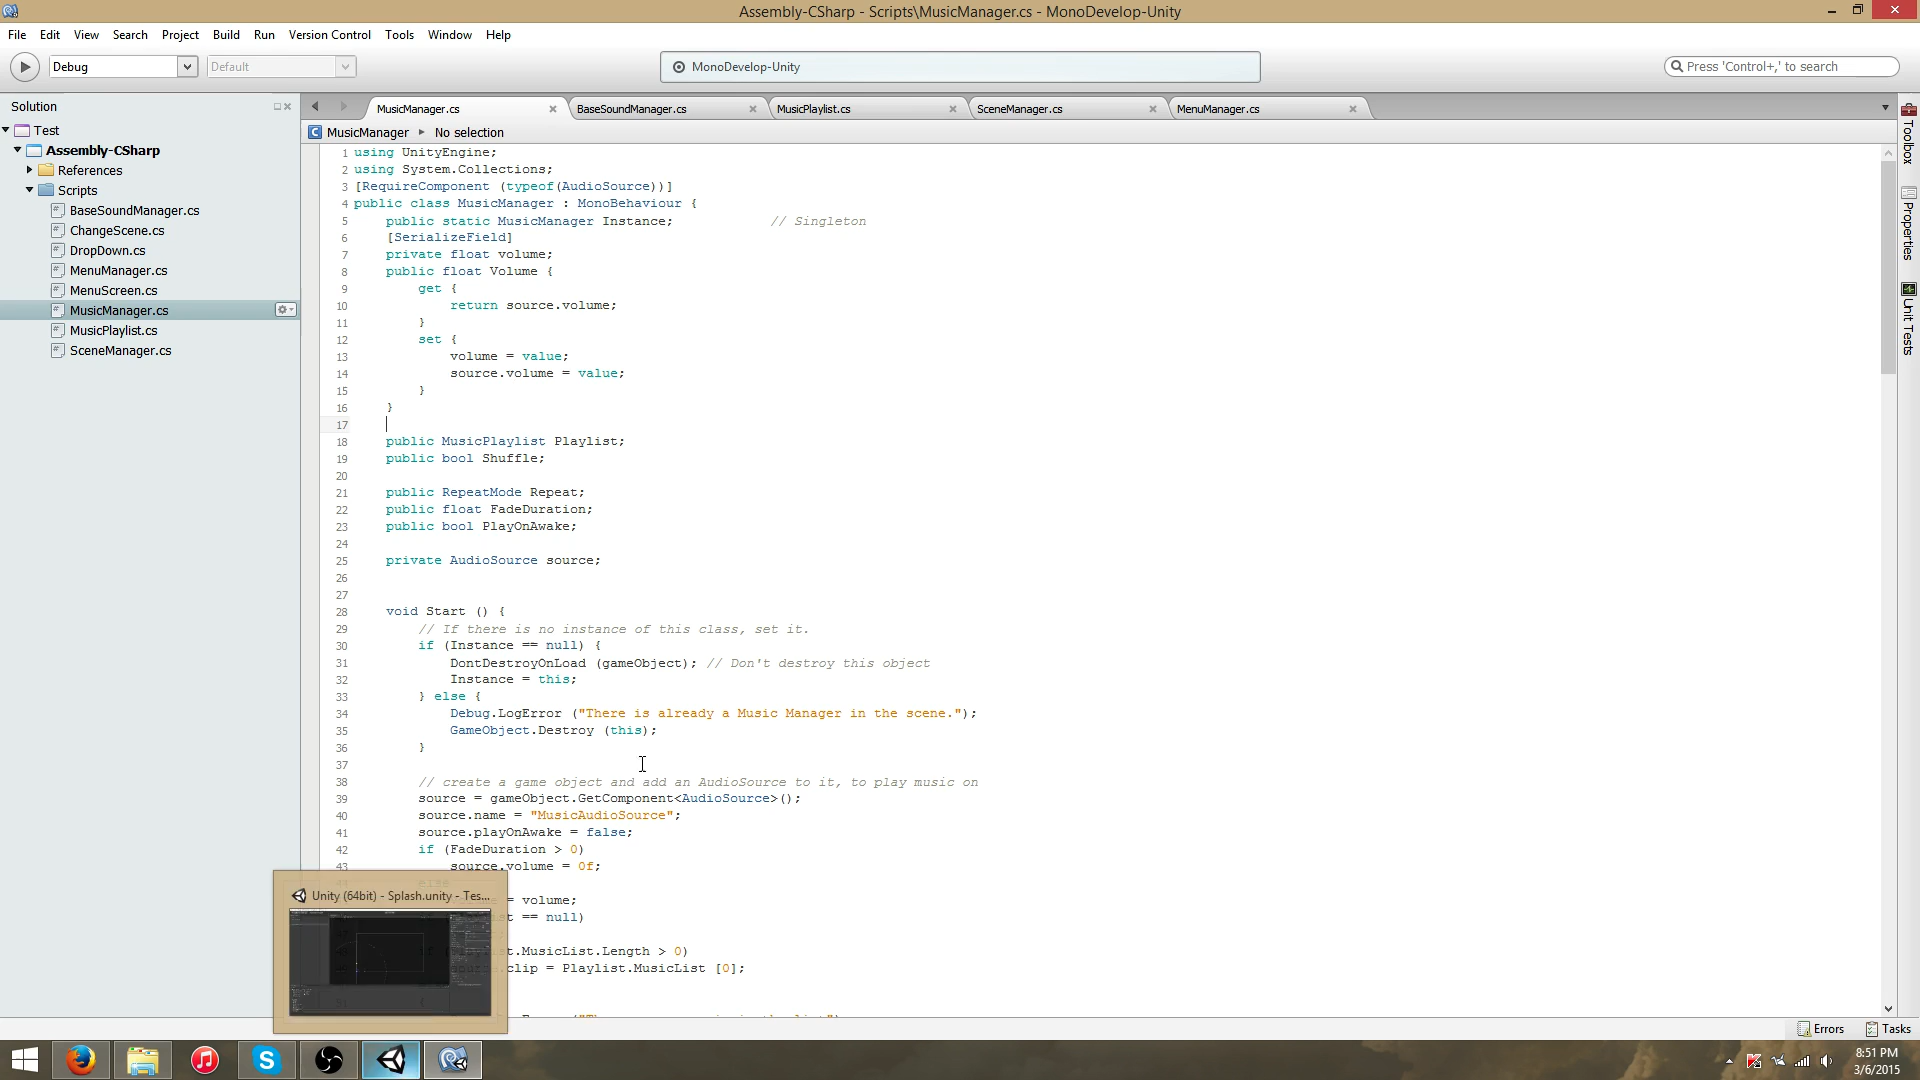 Assembly-CSharp - Scripts\MusicManager.cs - MonoDevelop-Unity
File Edit View Search Project Build Run Version Control Tools Window Help
Debug Default MonoDevelop-Unity Press 'Control+,' to search
Solution
Test
Assembly-CSharp
References
Scripts
BaseSoundManager.cs
ChangeScene.cs
DropDown.cs
MenuManager.cs
MenuScreen.cs
MusicManager.cs
MusicPlaylist.cs
SceneManager.cs
MusicManager.cs BaseSoundManager.cs MusicPlaylist.cs SceneManager.cs MenuManager.cs
MusicManager No selection
1 using UnityEngine;
2 using System.Collections;
3 [RequireComponent (typeof(AudioSource))]
4 public class MusicManager : MonoBehaviour {
5 public static MusicManager Instance; // Singleton
6 [SerializeField]
7 private float volume;
8 public float Volume {
9 get {
10 return source.volume;
11 }
12 set {
13 volume = value;
14 source.volume = value;
15 }
16 }
17
18 public MusicPlaylist Playlist;
19 public bool Shuffle;
20
21 public RepeatMode Repeat;
22 public float FadeDuration;
23 public bool PlayOnAwake;
24
25 private AudioSource source;
26
27
28 void Start () {
29 // If there is no instance of this class, set it.
30 if (Instance == null) {
31 DontDestroyOnLoad (gameObject); // Don't destroy this object
32 Instance = this;
33 } else {
34 Debug.LogError ("There is already a Music Manager in the scene.");
35 GameObject.Destroy (this);
36 }
37
38 // create a game object and add an AudioSource to it, to play music on
39 source = gameObject.GetComponent<AudioSource>();
40 source.name = "MusicAudioSource";
41 source.playOnAwake = false;
42 if (FadeDuration > 0)
43 source.volume = 0f;
= volume;
== null)
.MusicList.Length > 0)
clip = Playlist.MusicList [0];
Unity (64bit) - Splash.unity - Tes...
Toolbox
Properties
Unit Tests
Errors Tasks
8:51 PM
3/6/2015